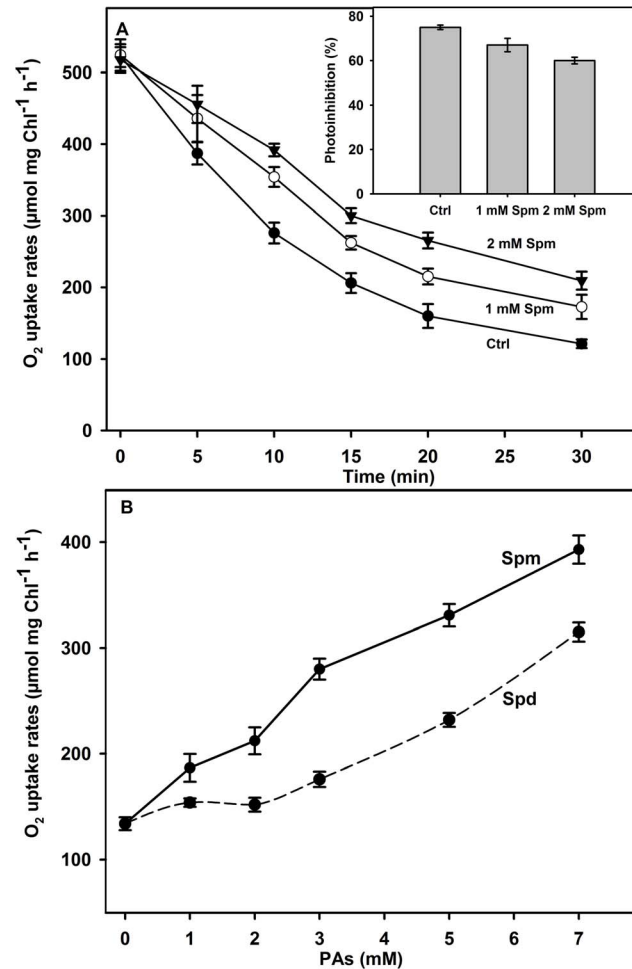 A
O₂ uptake rates (µmol mg Chl⁻¹ h⁻¹)
500
400
300
200
100
0
0 5 10 15 20 25 30
Time (min)
Photoinhibition (%)
80
60
40
20
0
Ctrl 1 mM Spm 2 mM Spm
2 mM Spm
1 mM Spm
Ctrl
B
O₂ uptake rates (µmol mg Chl⁻¹ h⁻¹)
400
300
200
100
Spm
Spd
0 1 2 3 4 5 6 7
PAs (mM)